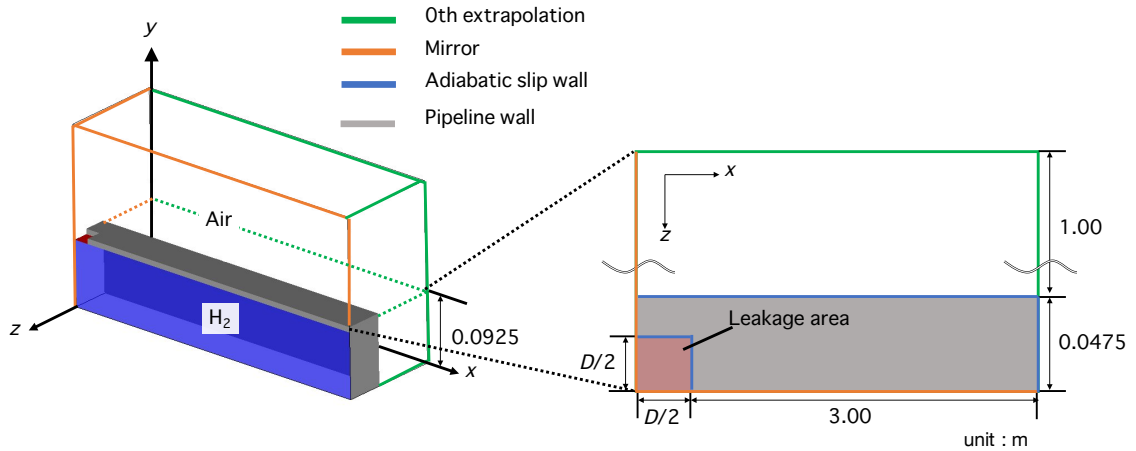 0th extrapolation
Mirror
Adiabatic slip wall
Pipeline wall
y
Air
H2
z
x
0.0925
x
z
1.00
Leakage area
D/2
0.0475
D/2
3.00
unit : m